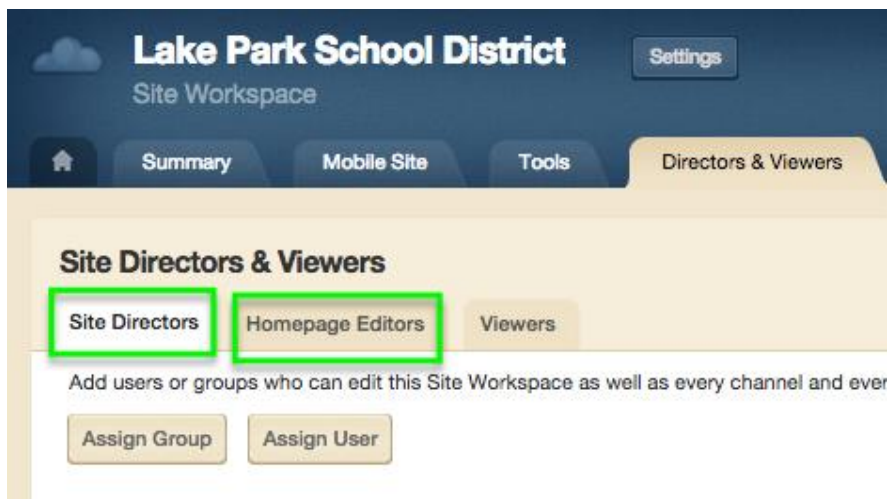 Lake Park School District Settings
Site Workspace
Summary Mobile Site Tools Directors & Viewers
Site Directors & Viewers
Site Directors Homepage Editors Viewers
Add users or groups who can edit this Site Workspace as well as every channel and ever
Assign Group Assign User